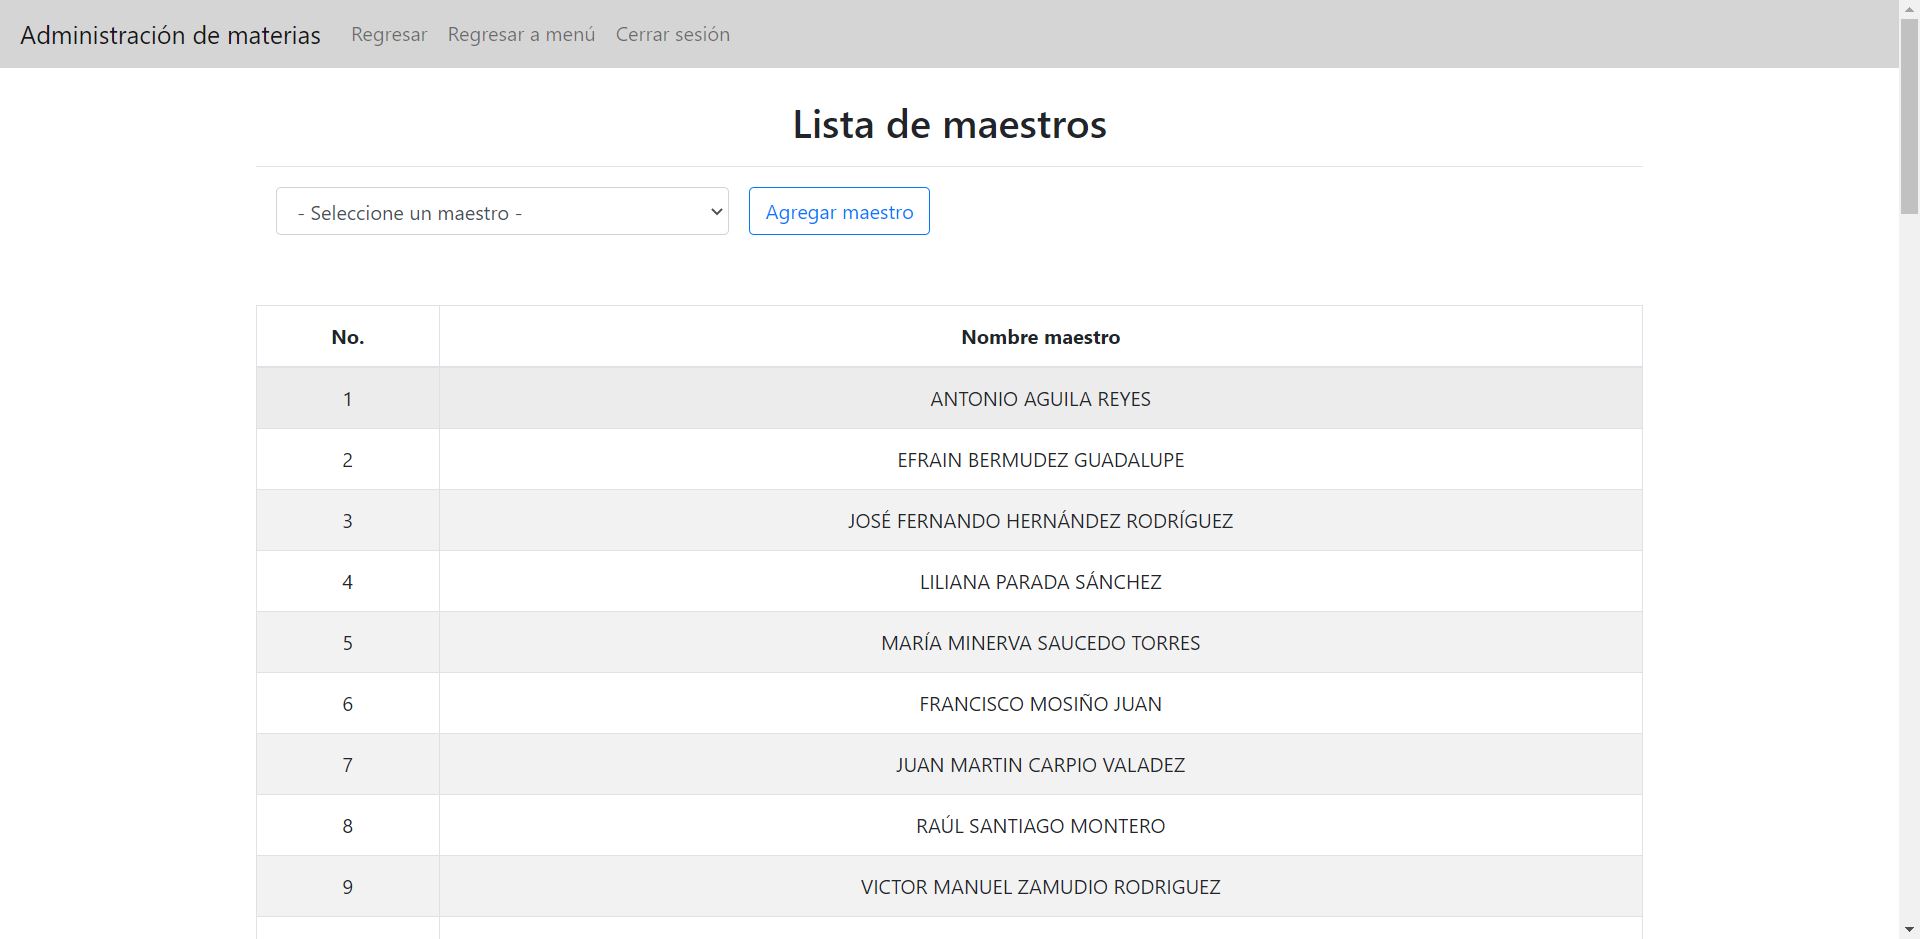 Administración de materias Regresar Regresar a menú Cerrar sesión
Lista de maestros
- Seleccione un maestro - Agregar maestro
No. Nombre maestro
1 ANTONIO AGUILA REYES
2 EFRAIN BERMUDEZ GUADALUPE
3 JOSÉ FERNANDO HERNÁNDEZ RODRÍGUEZ
4 LILIANA PARADA SÁNCHEZ
5 MARÍA MINERVA SAUCEDO TORRES
6 FRANCISCO MOSIÑO JUAN
7 JUAN MARTIN CARPIO VALADEZ
8 RAÚL SANTIAGO MONTERO
9 VICTOR MANUEL ZAMUDIO RODRIGUEZ